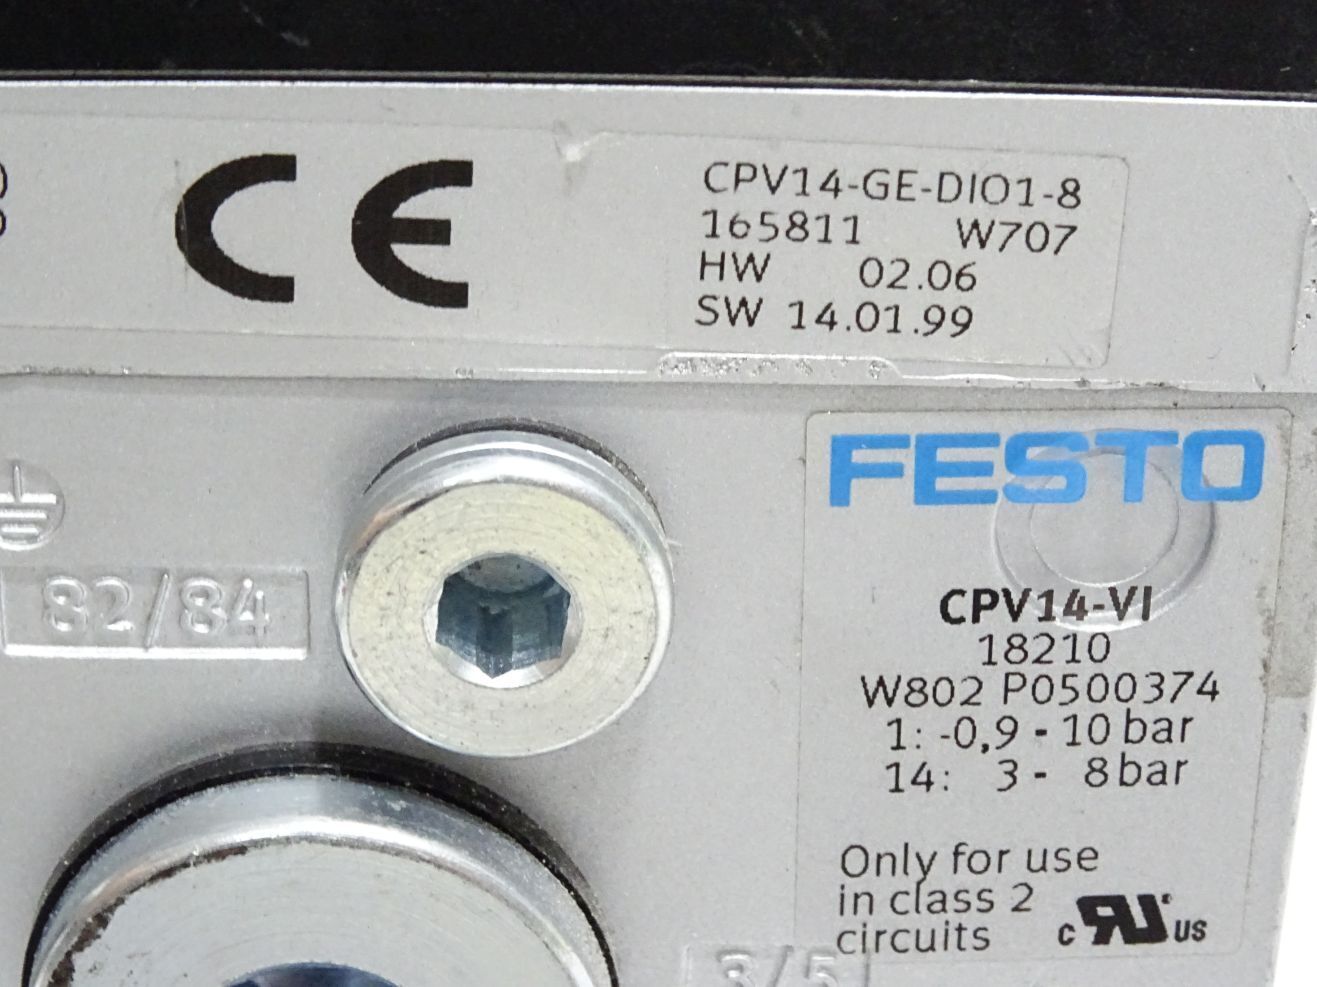 CE
CPV14-GE-DIO1-8
165811 W707
HW 02.06
SW 14.01.99
82/84
FESTO
CPV14-VI
18210
W802 P0500374
1: -0,9 - 10 bar
14: 3 - 8 bar
Only for use
in class 2
circuits
c RU US
3/5